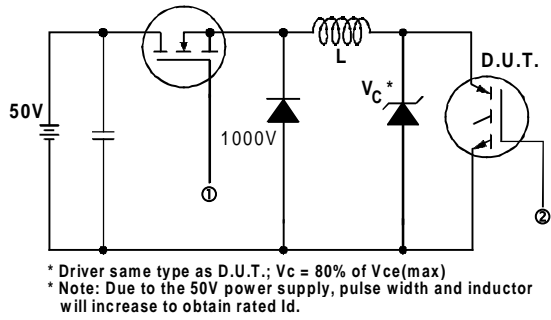 L
D.U.T.
VC *
50V
1000V
①
②
* Driver same type as D.U.T.; Vc = 80% of Vce(max)
* Note: Due to the 50V power supply, pulse width and inductor
will increase to obtain rated Id.